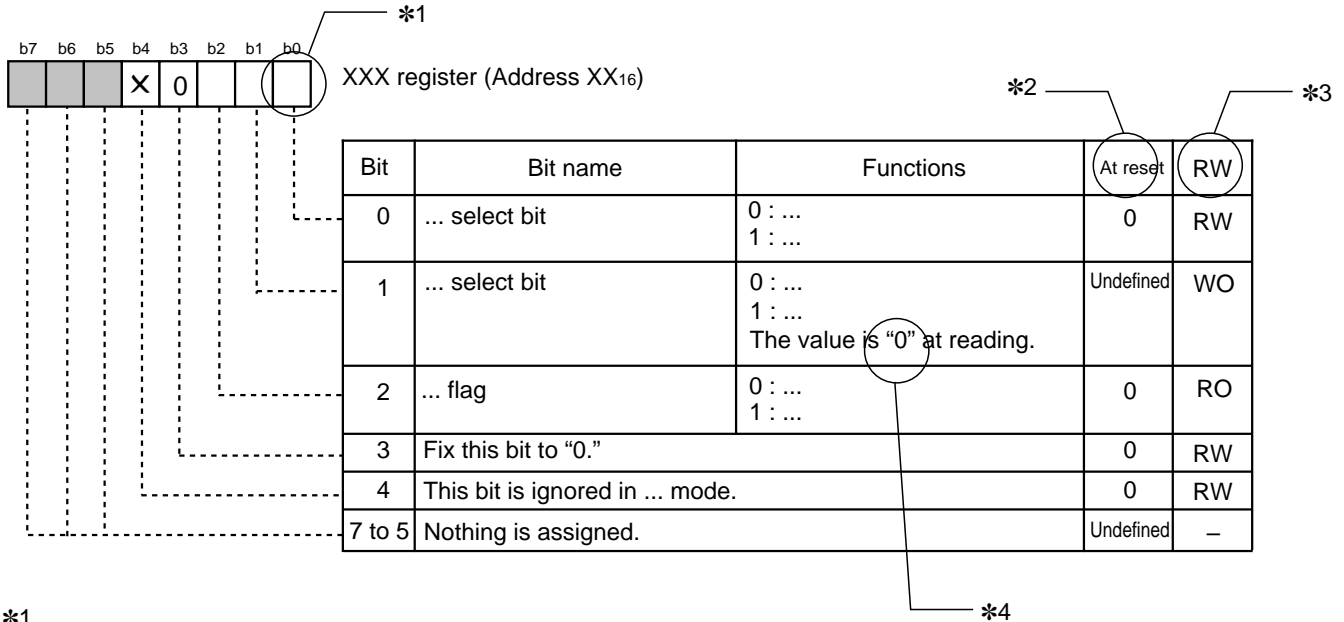 ✽1
b7 b6 b5 b4 b3 b2 b1 b0
X 0
XXX register (Address XX16)
✽2
✽3
Bit Bit name Functions At reset RW
0 ... select bit 0 : ... 0 RW
1 : ...
1 ... select bit 0 : ... Undefined WO
1 : ...
The value is “0” at reading.
2 ... flag 0 : ... 0 RO
1 : ...
3 Fix this bit to “0.” 0 RW
4 This bit is ignored in ... mode. 0 RW
7 to 5 Nothing is assigned. Undefined –
✽4
✽1